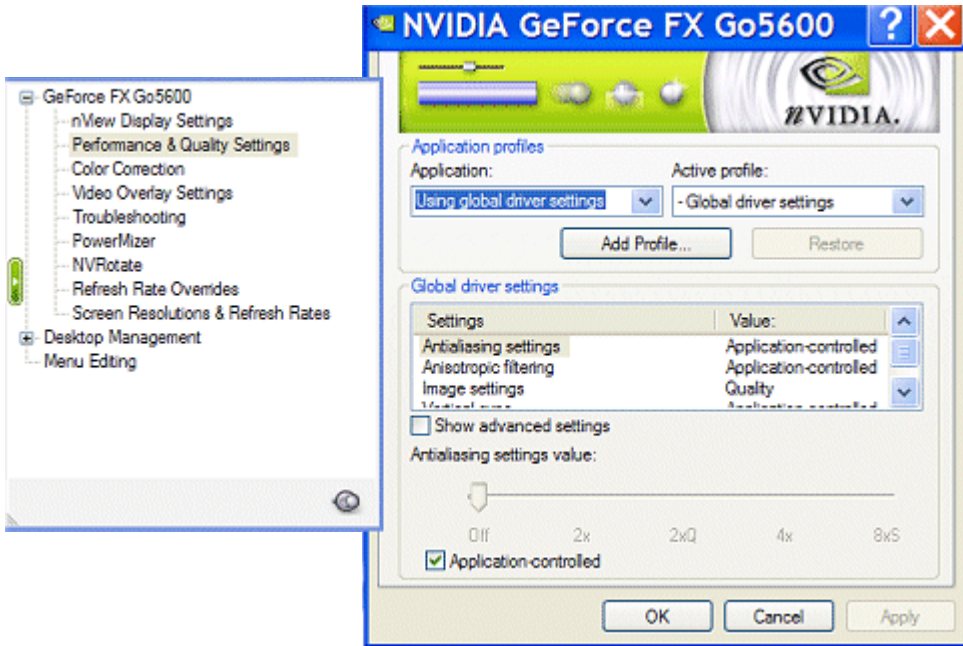 NVIDIA GeForce FX Go5600
nVIDIA.
GeForce FX Go5600
nView Display Settings
Performance & Quality Settings
Color Correction
Video Overlay Settings
Troubleshooting
PowerMizer
NVRotate
Refresh Rate Overrides
Screen Resolutions & Refresh Rates
Desktop Management
Menu Editing
Application profiles
Application: Active profile:
Using global driver settings - Global driver settings
Add Profile... Restore
Global driver settings
Settings Value:
Antialiasing settings Application-controlled
Anisotropic filtering Application-controlled
Image settings Quality
Vertical sync Application-controlled
Show advanced settings
Antialiasing settings value:
Off 2x 2xQ 4x 8xS
Application-controlled
OK Cancel Apply